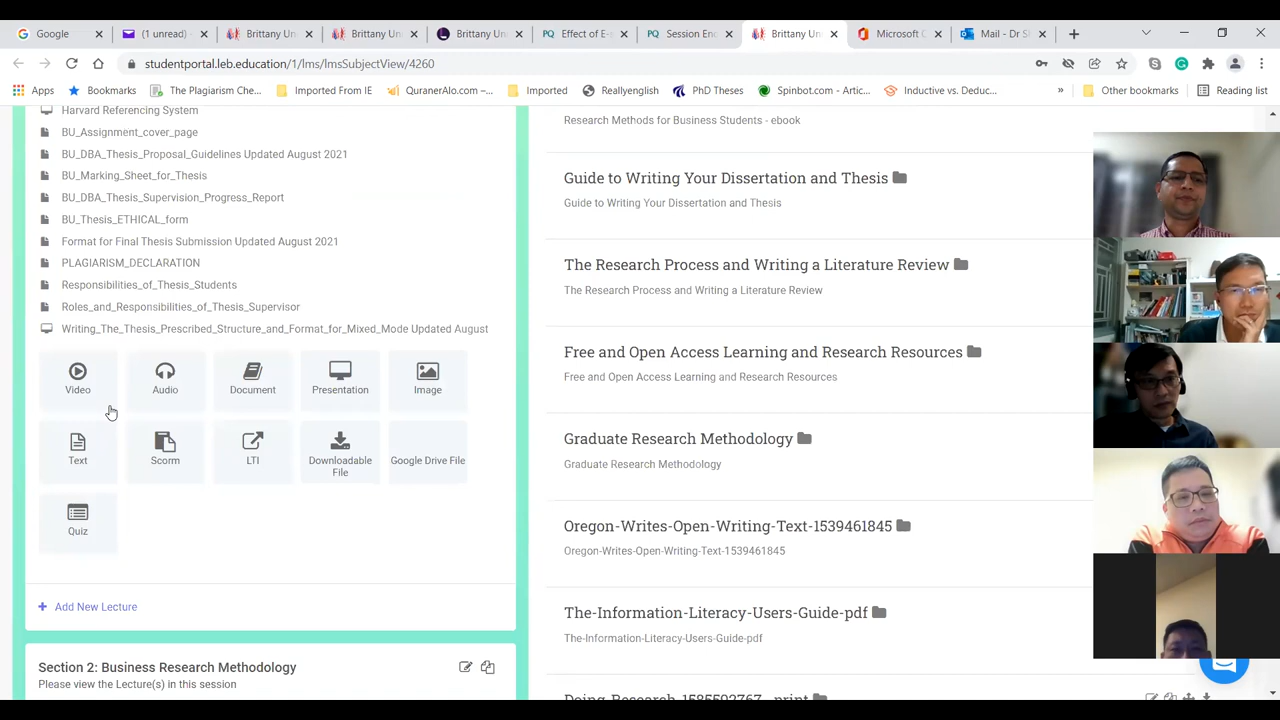 Google
(1 unread)
Brittany Un
Brittany Un
Brittany Un
Effect of E-p
Session Enc
Brittany Un
Microsoft C
Mail - Dr S
studentportal.leb.education/1/lms/lmsSubjectView/4260
Apps
Bookmarks
The Plagiarism Che...
Imported From IE
QuranerAlo.com –...
Imported
Reallyenglish
PhD Theses
Spinbot.com - Artic...
Inductive vs. Deduc...
»
Other bookmarks
Reading list
Harvard Referencing System
BU_Assignment_cover_page
BU_DBA_Thesis_Proposal_Guidelines Updated August 2021
BU_Marking_Sheet_for_Thesis
BU_DBA_Thesis_Supervision_Progress_Report
BU_Thesis_ETHICAL_form
Format for Final Thesis Submission Updated August 2021
PLAGIARISM_DECLARATION
Responsibilities_of_Thesis_Students
Roles_and_Responsibilities_of_Thesis_Supervisor
Writing_The_Thesis_Prescribed_Structure_and_Format_for_Mixed_Mode Updated August
Video
Audio
Document
Presentation
Image
Text
Scorm
LTI
Downloadable
File
Google Drive File
Quiz
+ Add New Lecture
Section 2: Business Research Methodology
Please view the Lecture(s) in this session
Research Methods for Business Students - ebook
Guide to Writing Your Dissertation and Thesis
Guide to Writing Your Dissertation and Thesis
The Research Process and Writing a Literature Review
The Research Process and Writing a Literature Review
Free and Open Access Learning and Research Resources
Free and Open Access Learning and Research Resources
Graduate Research Methodology
Graduate Research Methodology
Oregon-Writes-Open-Writing-Text-1539461845
Oregon-Writes-Open-Writing-Text-1539461845
The-Information-Literacy-Users-Guide-pdf
The-Information-Literacy-Users-Guide-pdf
Doing-Research-1585592767-_print